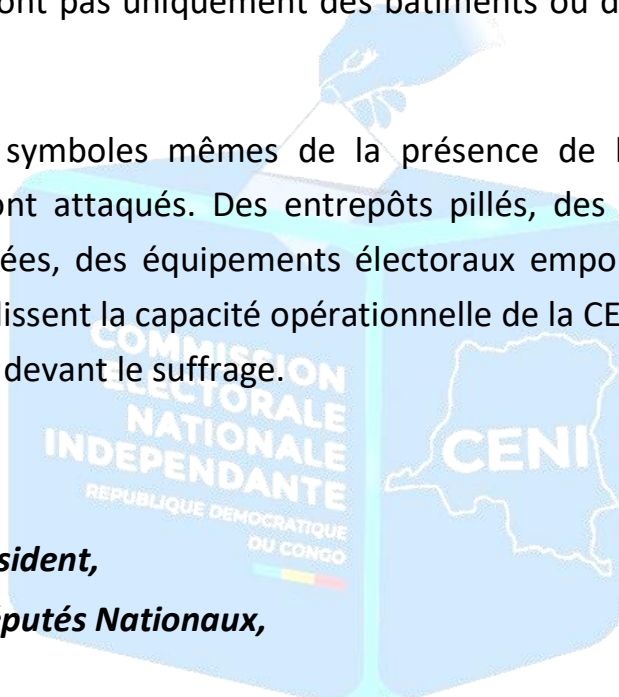 ont pas uniquement des bâtiments ou d
symboles mêmes de la présence de l
ont attaqués. Des entrepôts pillés, des
ées, des équipements électoraux empo
lissent la capacité opérationnelle de la CE
devant le suffrage.
COMMISSION
ELECTORALE
NATIONALE
INDEPENDANTE
REPUBLIQUE DEMOCRATIQUE
DU CONGO
CENI
sident,
éputés Nationaux,